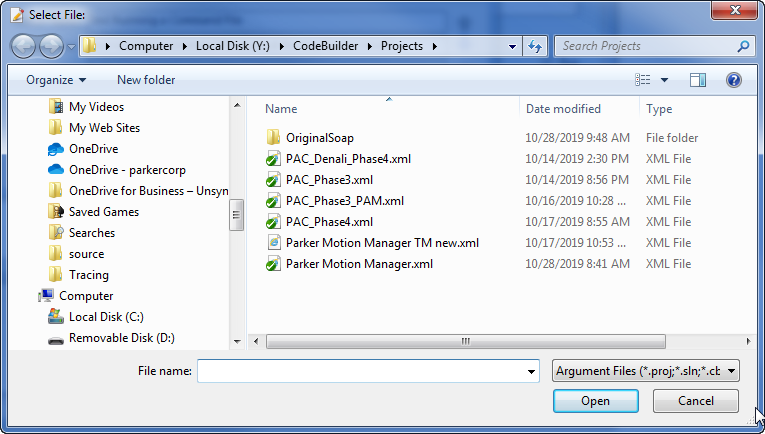 Select File:
Computer Local Disk (Y:) CodeBuilder Projects
Search Projects
Organize New folder
My Videos
My Web Sites
OneDrive
OneDrive - parkercorp
OneDrive for Business – Unsyn
Saved Games
Searches
source
Tracing
Computer
Local Disk (C:)
Removable Disk (D:)
Name Date modified Type
OriginalSoap 10/28/2019 9:48 AM File folder
PAC_Denali_Phase4.xml 10/14/2019 2:30 PM XML File
PAC_Phase3.xml 10/14/2019 8:56 PM XML File
PAC_Phase3_PAM.xml 10/16/2019 10:28 ... XML File
PAC_Phase4.xml 10/17/2019 8:55 AM XML File
Parker Motion Manager TM new.xml 10/17/2019 10:53 ... XML File
Parker Motion Manager.xml 10/28/2019 8:41 AM XML File
File name:
Argument Files (*.proj;*.sln;*.cb
Open Cancel